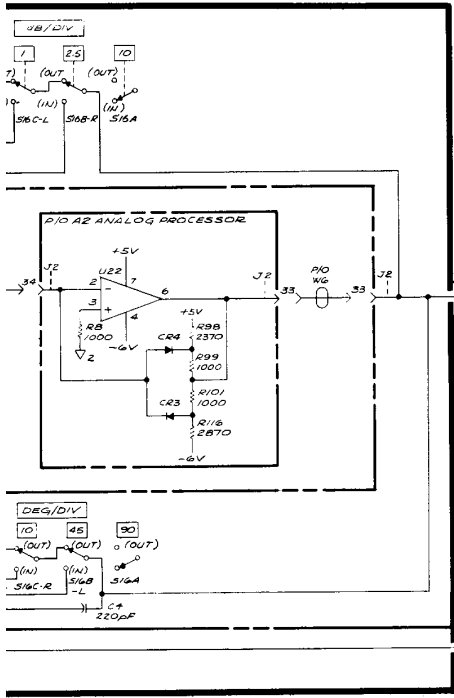 dB/DIV
1 2.5 10
(OUT (OUT)
(IN) (IN)
S16C-L S16B-R S16A
P/O A2 ANALOG PROCESSOR
34 J2
U22
+5V
2 - 7 6
3 + 4
-6V
R8
1000
2
J2
33
P/O
W6
33
J2
+5V
CR4
R98
2370
R99
1000
R101
1000
CR3
R116
2870
-6V
DEG/DIV
10 45 90
(OUT) (OUT) (OUT)
(IN) (IN)
S16C-R S16B
-L
S16A
C4
220pF